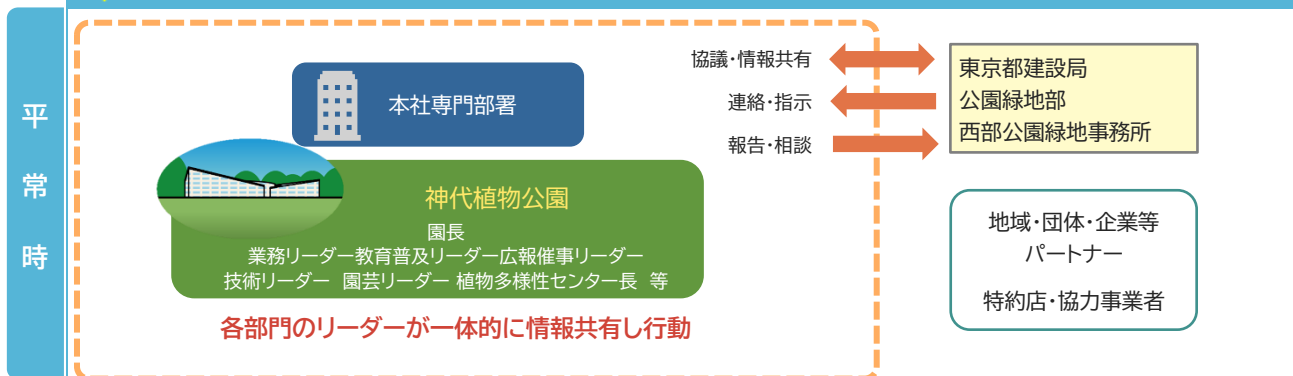 平常時
本社専門部署
神代植物公園
園長
業務リーダー教育普及リーダー広報催事リーダー
技術リーダー 園芸リーダー 植物多様性センター長 等
各部門のリーダーが一体的に情報共有し行動
協議・情報共有
連絡・指示
報告・相談
東京都建設局
公園緑地部
西部公園緑地事務所
地域・団体・企業等
パートナー
特約店・協力事業者